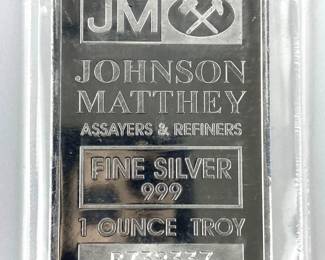 JM
JOHNSON
MATTHEY
ASSAYERS & REFINERS
FINE SILVER
999
1 OUNCE TROY